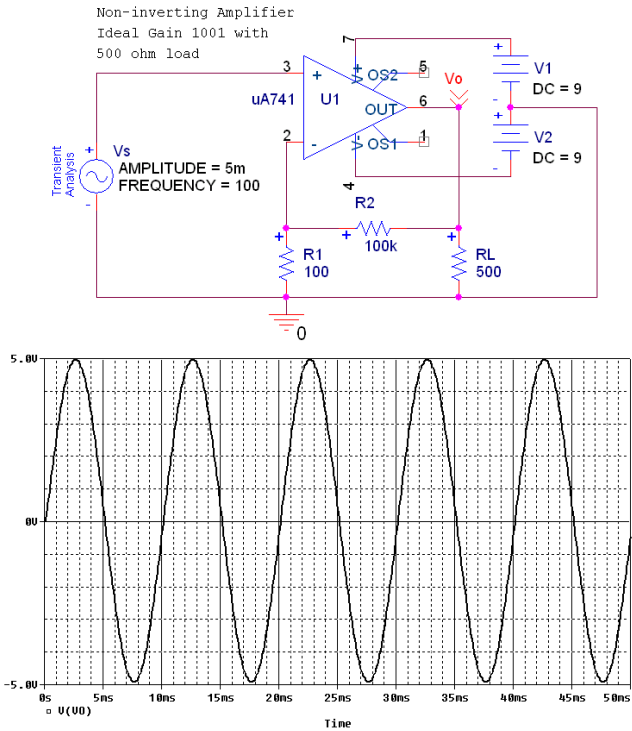 Non-inverting Amplifier
Ideal Gain 1001 with
500 ohm load
7
3
+
V+
OS2
5
Vo
+
V1
-
DC = 9
uA741
U1
OUT
6
2
-
V-
OS1
1
+
V2
-
DC = 9
4
Transient
Analysis
+
Vs
AMPLITUDE = 5m
FREQUENCY = 100
-
R2
+
100k
+
R1
100
+
RL
500
0
5.0V
0V
-5.0V
0s 5ms 10ms 15ms 20ms 25ms 30ms 35ms 40ms 45ms 50ms
V(VO)
Time